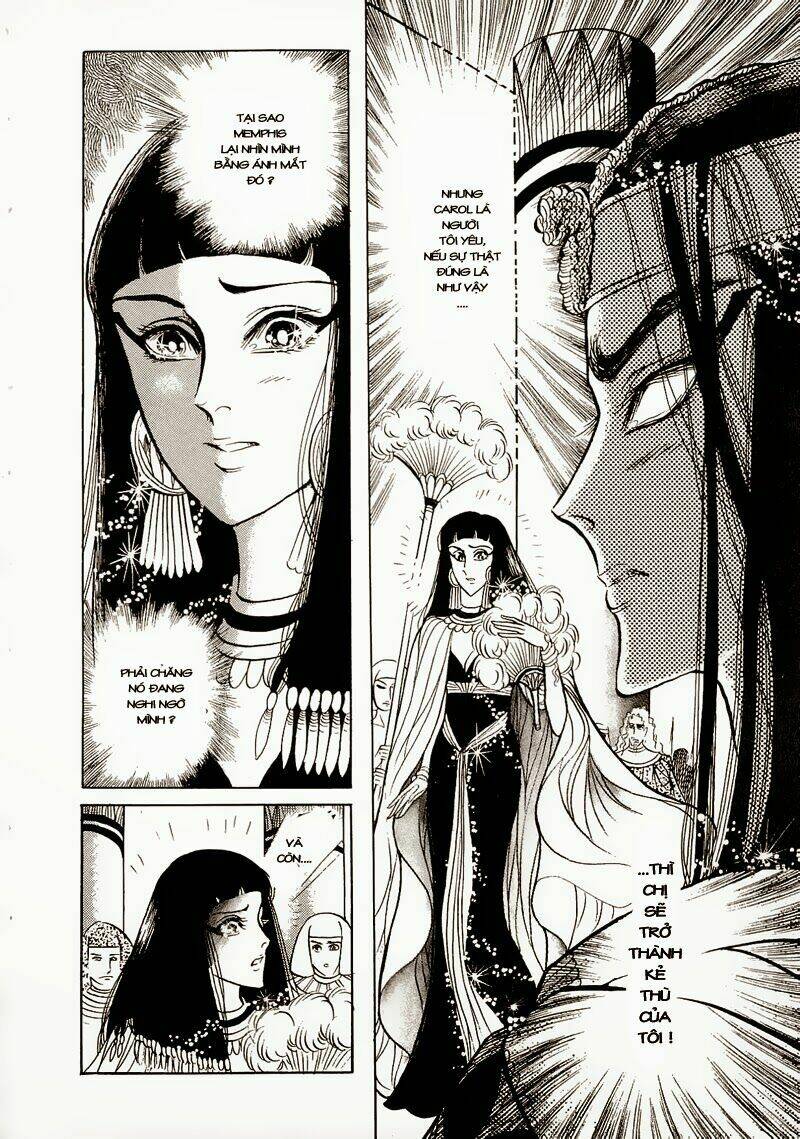 NHƯNG
CAROL LÀ
NGƯỜI
TÔI YÊU,
NẾU SỰ THẬT
ĐÚNG LÀ
NHƯ VẬY
....
...THÌ
CHỊ
SẼ
TRỞ
THÀNH
KẺ
THÙ
CỦA
TÔI !
TẠI SAO
MEMPHIS
LẠI NHÌN MÌNH
BẰNG ÁNH MẮT
ĐÓ ?
PHẢI CHĂNG
NÓ ĐANG
NGHI NGỜ
MÌNH ?
VÀ
CÒN....